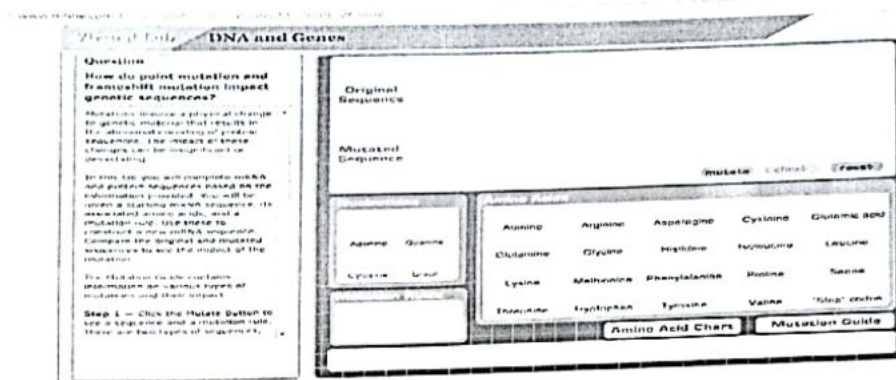 DNA and Genes
Question
How do point mutation and
frameshift mutation impact
genetic sequences?
Mutations involve a physical change
to genetic material that results in
the abnormal encoding of protein
sequences. The impact of these
changes can be insignificant or
devastating.
In this lab you will complete mRNA
and protein sequences based on the
information provided. You will be
given a starting mRNA sequence, its
associated amino acids, and a
mutation rule. Use these to
construct a new mRNA sequence.
Compare the original and mutated
sequences to see the impact of the
mutation.
The Mutation Guide contains
information on various types of
mutations and their impact.
Step 1 — Click the Mutate Button to
see a sequence and a mutation rule.
There are two types of sequences,
Original
Sequence
Mutated
Sequence
mutate check reset
Adenine Guanine
Cytosine Uracil
Amino Acids
Alanine Arginine Asparagine Cysteine Glutamic acid
Glutamine Glycine Histidine Isoleucine Leucine
Lysine Methionine Phenylalanine Proline Serine
Threonine Tryptophan Tyrosine Valine "Stop" codon
Amino Acid Chart Mutation Guide